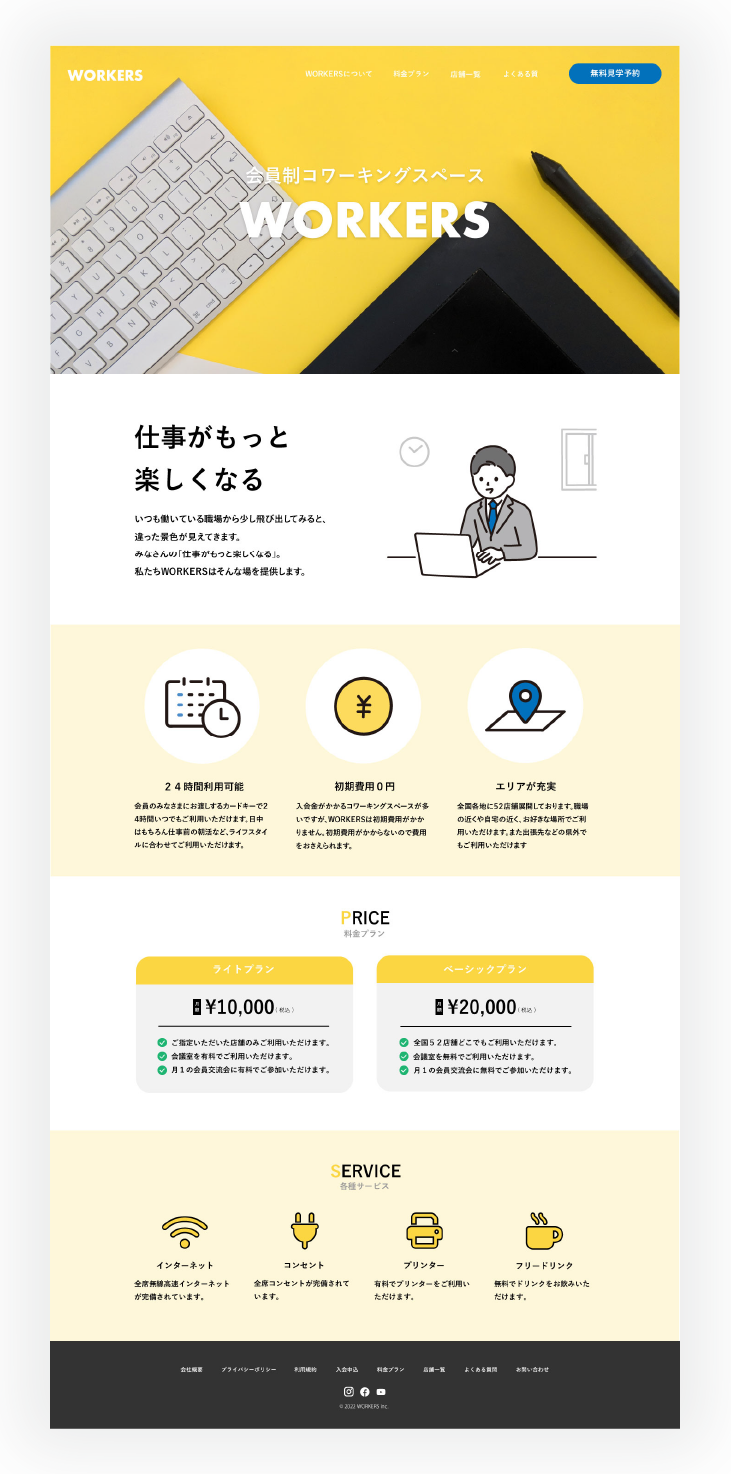 WORKERS
WORKERSについて 料金プラン 店舗一覧 よくある質 無料見学予約
会員制コワーキングスペース
WORKERS
仕事がもっと
楽しくなる
いつも働いている職場から少し飛び出してみると、
違った景色が見えてきます。
みなさんの「仕事がもっと楽しくなる」。
私たちWORKERSはそんな場を提供します。
24時間利用可能
会員のみなさまにお渡しするカードキーで2
4時間いつでもご利用いただけます。日中
はもちろん仕事前の朝活など、ライフスタイ
ルに合わせてご利用いただけます。
初期費用0円
入会金がかかるコワーキングスペースが多
いですが、WORKERSは初期費用がかか
りません。初期費用がかからないので費用
をおさえられます。
エリアが充実
全国各地に52店舗展開しております。職場
の近くや自宅の近く、お好きな場所でご利
用いただけます。また出張先などの県外で
もご利用いただけます
PRICE
料金プラン
ライトプラン
月額 ¥10,000(税込)
ご指定いただいた店舗のみご利用いただけます。
会議室を有料でご利用いただけます。
月1の会員交流会に有料でご参加いただけます。
ベーシックプラン
月額 ¥20,000(税込)
全国52店舗どこでもご利用いただけます。
会議室を無料でご利用いただけます。
月1の会員交流会に無料でご参加いただけます。
SERVICE
各種サービス
インターネット
全席無線高速インターネット
が完備されています。
コンセント
全席コンセントが完備されて
います。
プリンター
有料でプリンターをご利用い
ただけます。
フリードリンク
無料でドリンクをお飲みいた
だけます。
会社概要 プライバシーポリシー 利用規約 入会申込 料金プラン 店舗一覧 よくある質問 お問い合わせ
© 2022 WORKERS Inc.